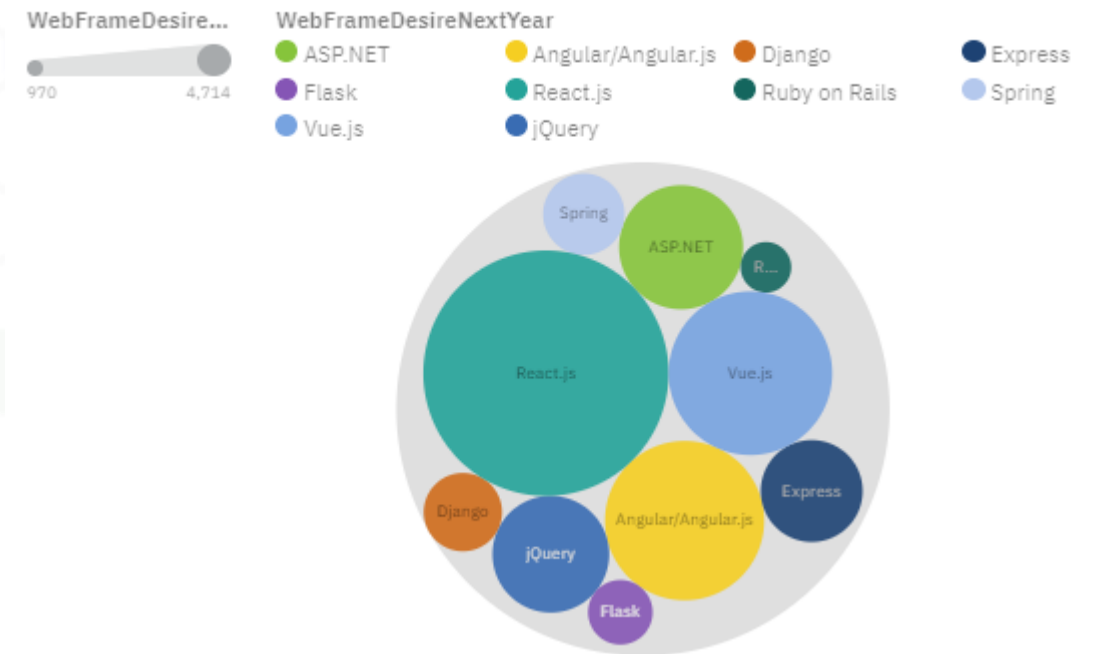 WebFrameDesire... WebFrameDesireNextYear
ASP.NET Angular/Angular.js Django Express
970 4,714 Flask React.js Ruby on Rails Spring
Vue.js jQuery
Spring
ASP.NET
R...
React.js Vue.js
Express
Django Angular/Angular.js
jQuery
Flask